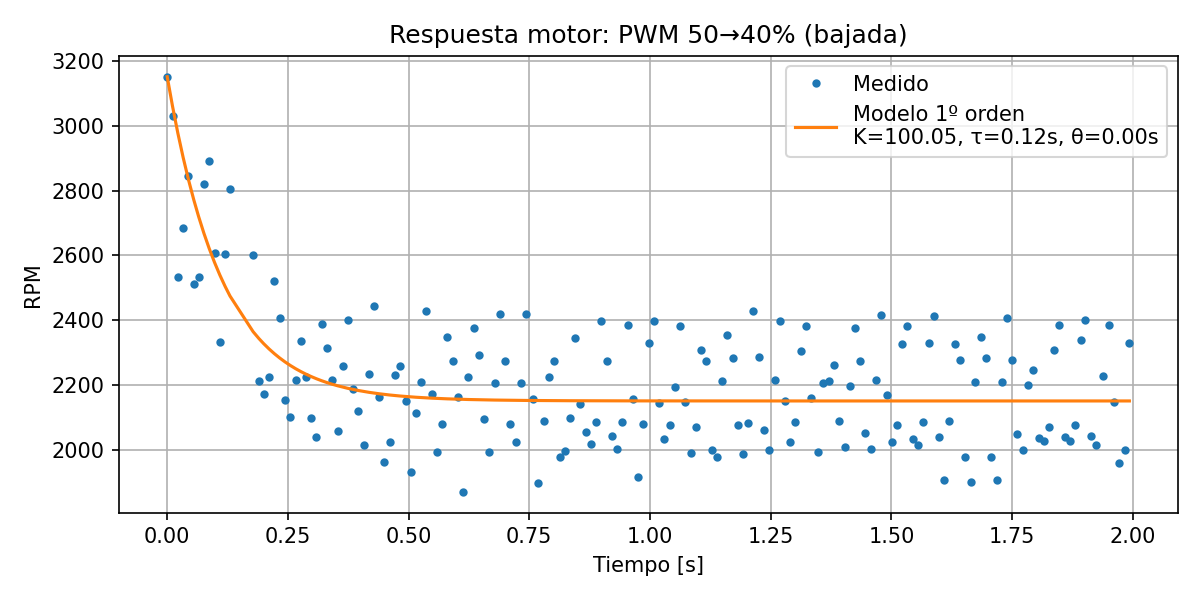 Respuesta motor: PWM 50→40% (bajada)
3200
3000
2800
2600
2400
2200
2000
RPM
Medido
Modelo 1º orden
K=100.05, τ=0.12s, θ=0.00s
0.00 0.25 0.50 0.75 1.00 1.25 1.50 1.75 2.00
Tiempo [s]